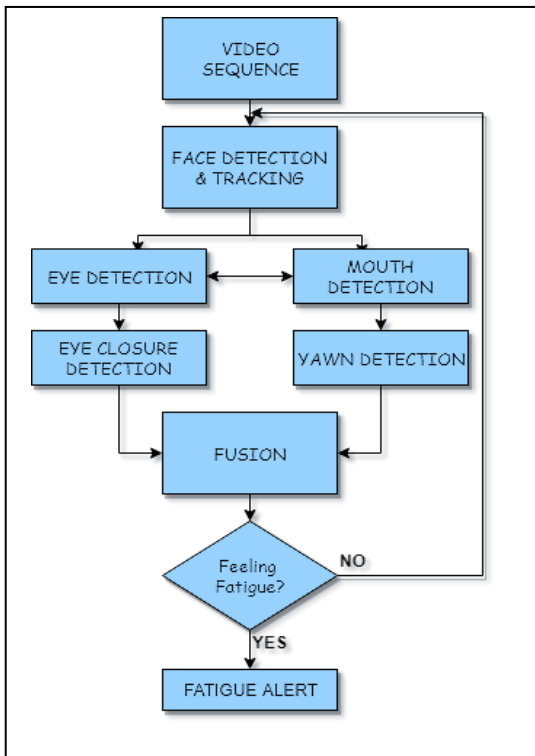 VIDEO
SEQUENCE
FACE DETECTION
& TRACKING
EYE DETECTION
MOUTH
DETECTION
EYE CLOSURE
DETECTION
YAWN DETECTION
FUSION
Feeling
Fatigue?
NO
YES
FATIGUE ALERT